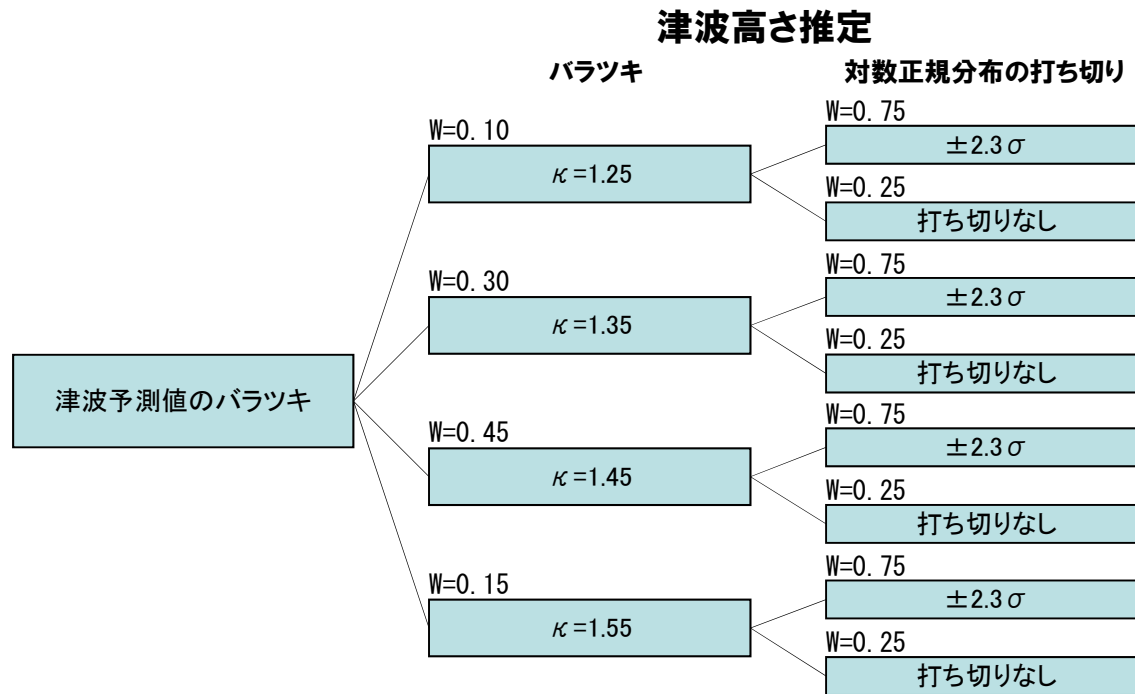 津波高さ推定
バラツキ
対数正規分布の打ち切り
W=0.10
κ=1.25
W=0.75
±2.3σ
W=0.25
打ち切りなし
W=0.30
κ=1.35
W=0.75
±2.3σ
W=0.25
打ち切りなし
津波予測値のバラツキ
W=0.45
κ=1.45
W=0.75
±2.3σ
W=0.25
打ち切りなし
W=0.15
κ=1.55
W=0.75
±2.3σ
W=0.25
打ち切りなし